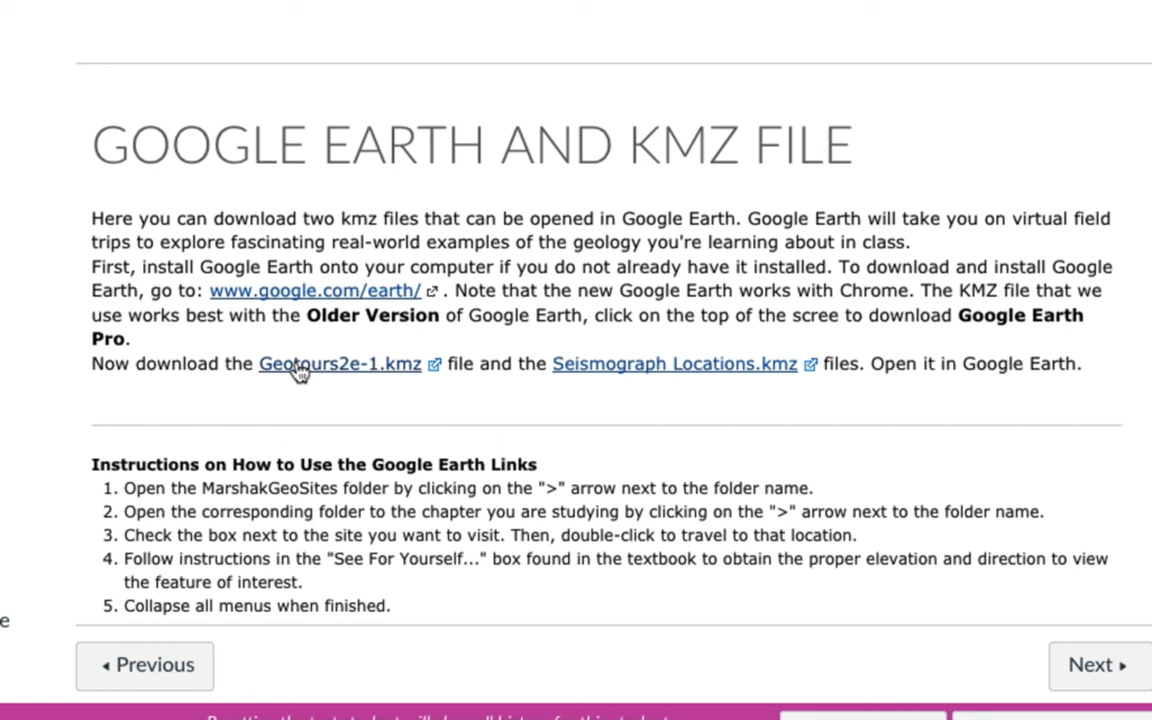 GOOGLE EARTH AND KMZ FILE
Here you can download two kmz files that can be opened in Google Earth. Google Earth will take you on virtual field
trips to explore fascinating real-world examples of the geology you're learning about in class.
First, install Google Earth onto your computer if you do not already have it installed. To download and install Google
Earth, go to: www.google.com/earth/ . Note that the new Google Earth works with Chrome. The KMZ file that we
use works best with the Older Version of Google Earth, click on the top of the scree to download Google Earth
Pro.
Now download the Geotours2e-1.kmz file and the Seismograph Locations.kmz files. Open it in Google Earth.
Instructions on How to Use the Google Earth Links
1. Open the MarshakGeoSites folder by clicking on the ">" arrow next to the folder name.
2. Open the corresponding folder to the chapter you are studying by clicking on the ">" arrow next to the folder name.
3. Check the box next to the site you want to visit. Then, double-click to travel to that location.
4. Follow instructions in the "See For Yourself..." box found in the textbook to obtain the proper elevation and direction to view
the feature of interest.
5. Collapse all menus when finished.
e
◂ Previous
Next ▸